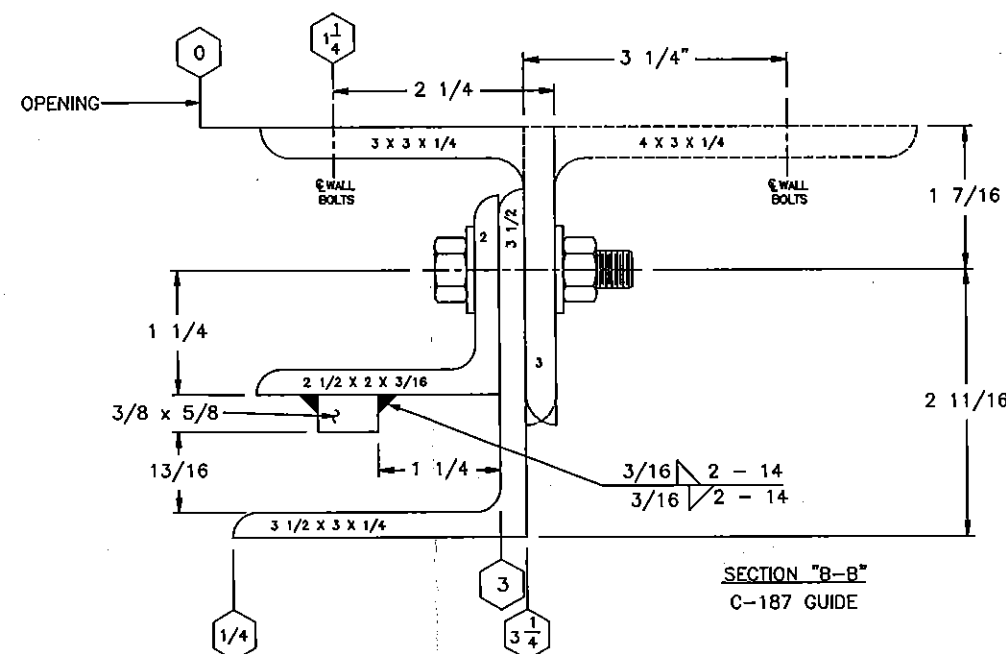 0
1 1/4
3 1/4"
OPENING
2 1/4
3 X 3 X 1/4
4 X 3 X 1/4
℄ WALL
BOLTS
℄ WALL
BOLTS
1 7/16
2
3 1/2
1 1/4
3
2 1/2 X 2 X 3/16
3/8 x 5/8
2 11/16
13/16
1 1/4
3/16 2 - 14
3/16 2 - 14
3 1/2 X 3 X 1/4
3
SECTION "B-B"
C-187 GUIDE
1/4
3 1/4